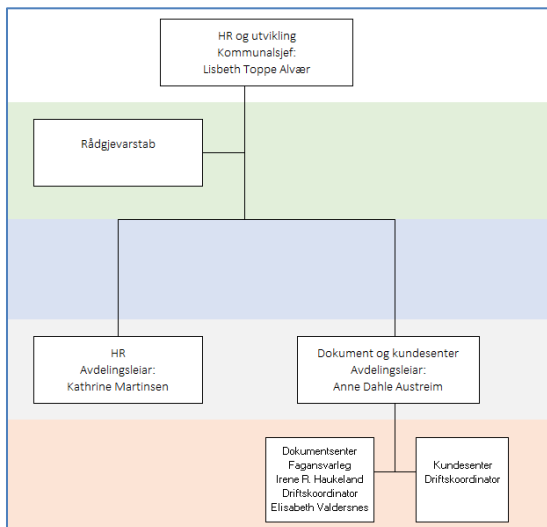 HR og utvikling
Kommunalsjef:
Lisbeth Toppe Alvær
Rådgjevarstab
HR
Avdelingsleiar:
Kathrine Martinsen
Dokument og kundesenter
Avdelingsleiar:
Anne Dahle Austreim
Dokumentsenter
Fagansvarleg
Irene R. Haukeland
Driftskoordinator
Elisabeth Valdersnes
Kundesenter
Driftskoordinator